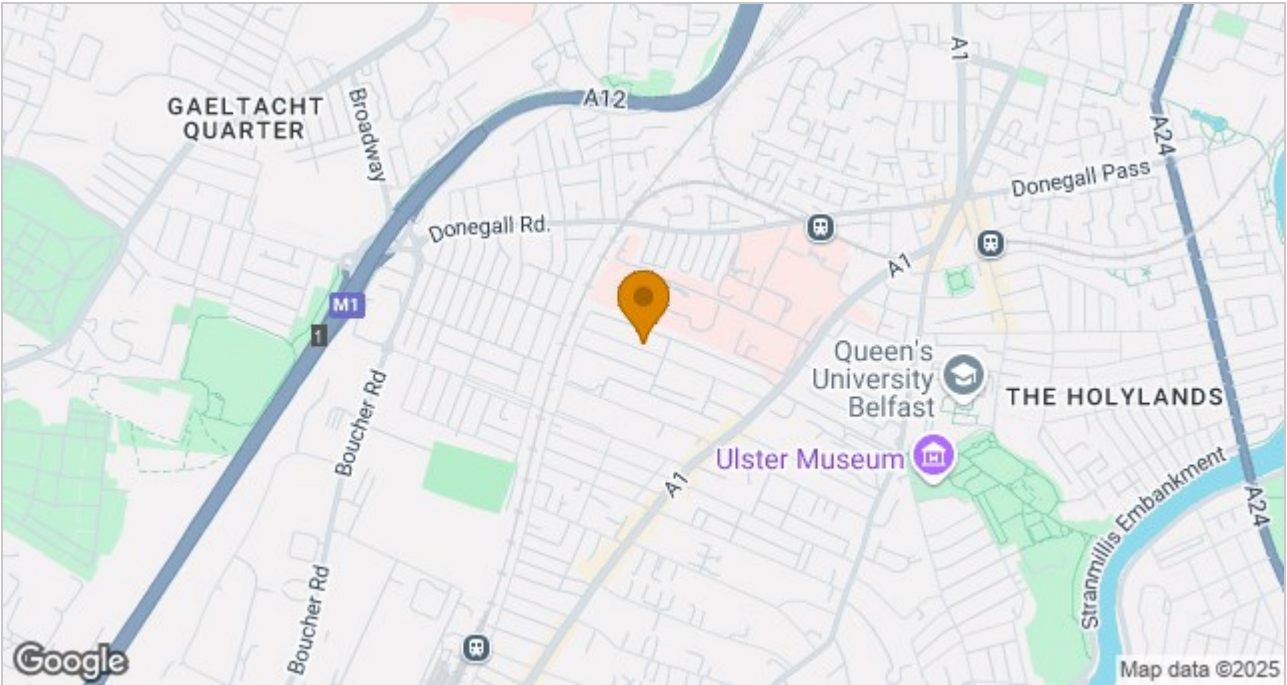 GAELTACHT
QUARTER
Broadway
A12
A1
A24
Donegall Pass
Donegall Rd.
A1
M1
1
Boucher Rd
Queen's
University
Belfast
THE HOLYLANDS
Ulster Museum
A1
Stranmillis Embankment
A24
Boucher Rd
Google
Map data ©2025